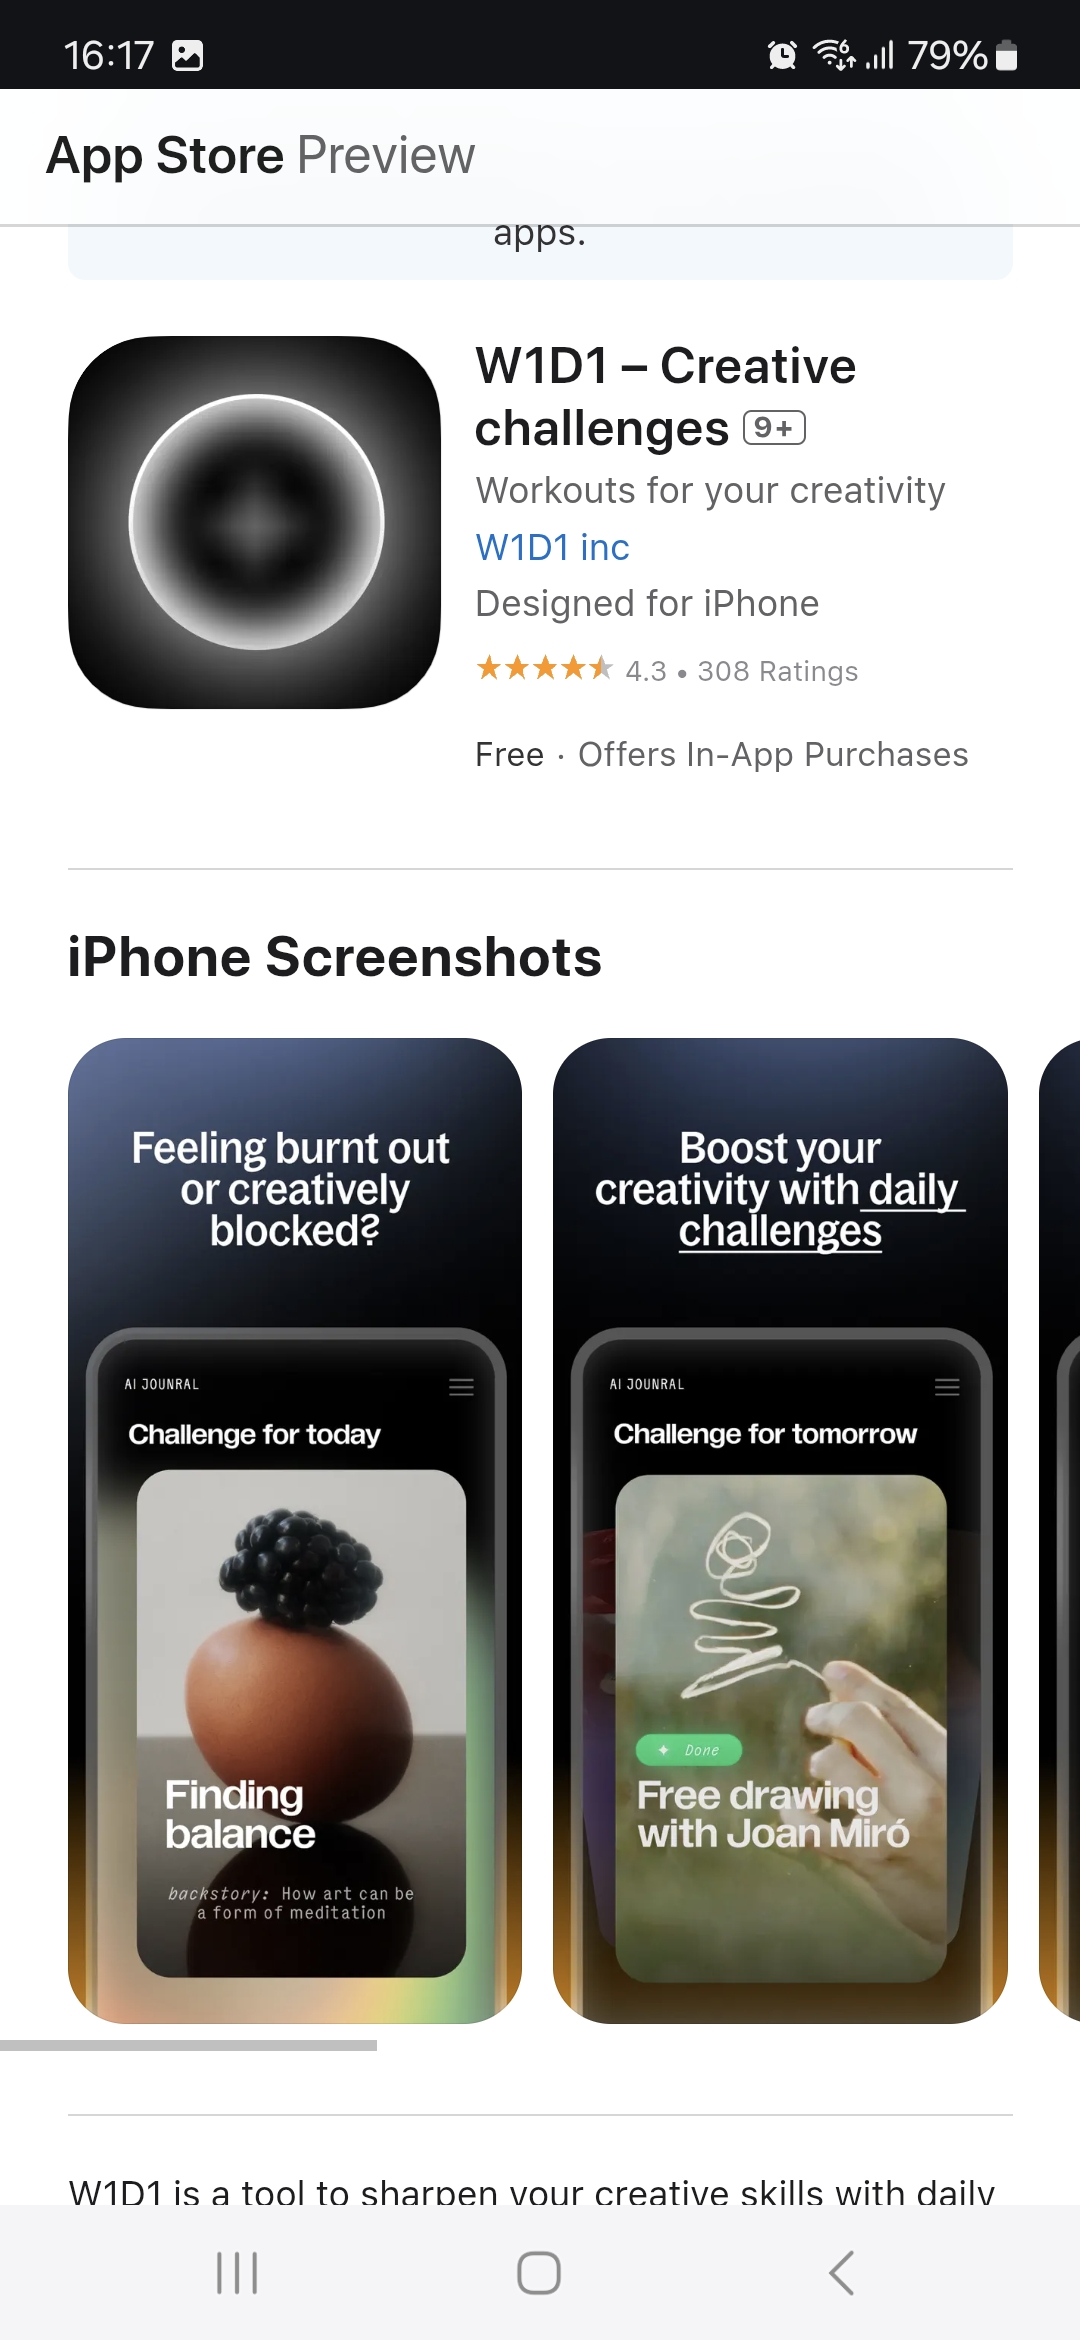 16:17
79%
App Store Preview
apps.
W1D1 – Creative
challenges 9+
Workouts for your creativity
W1D1 inc
Designed for iPhone
4.3 • 308 Ratings
Free · Offers In-App Purchases
iPhone Screenshots
Feeling burnt out
or creatively
blocked?
AI JOUNRAL
Challenge for today
Finding
balance
backstory: How art can be
a form of meditation
Boost your
creativity with daily
challenges
AI JOUNRAL
Challenge for tomorrow
Done
Free drawing
with Joan Miró
W1D1 is a tool to sharpen your creative skills with daily